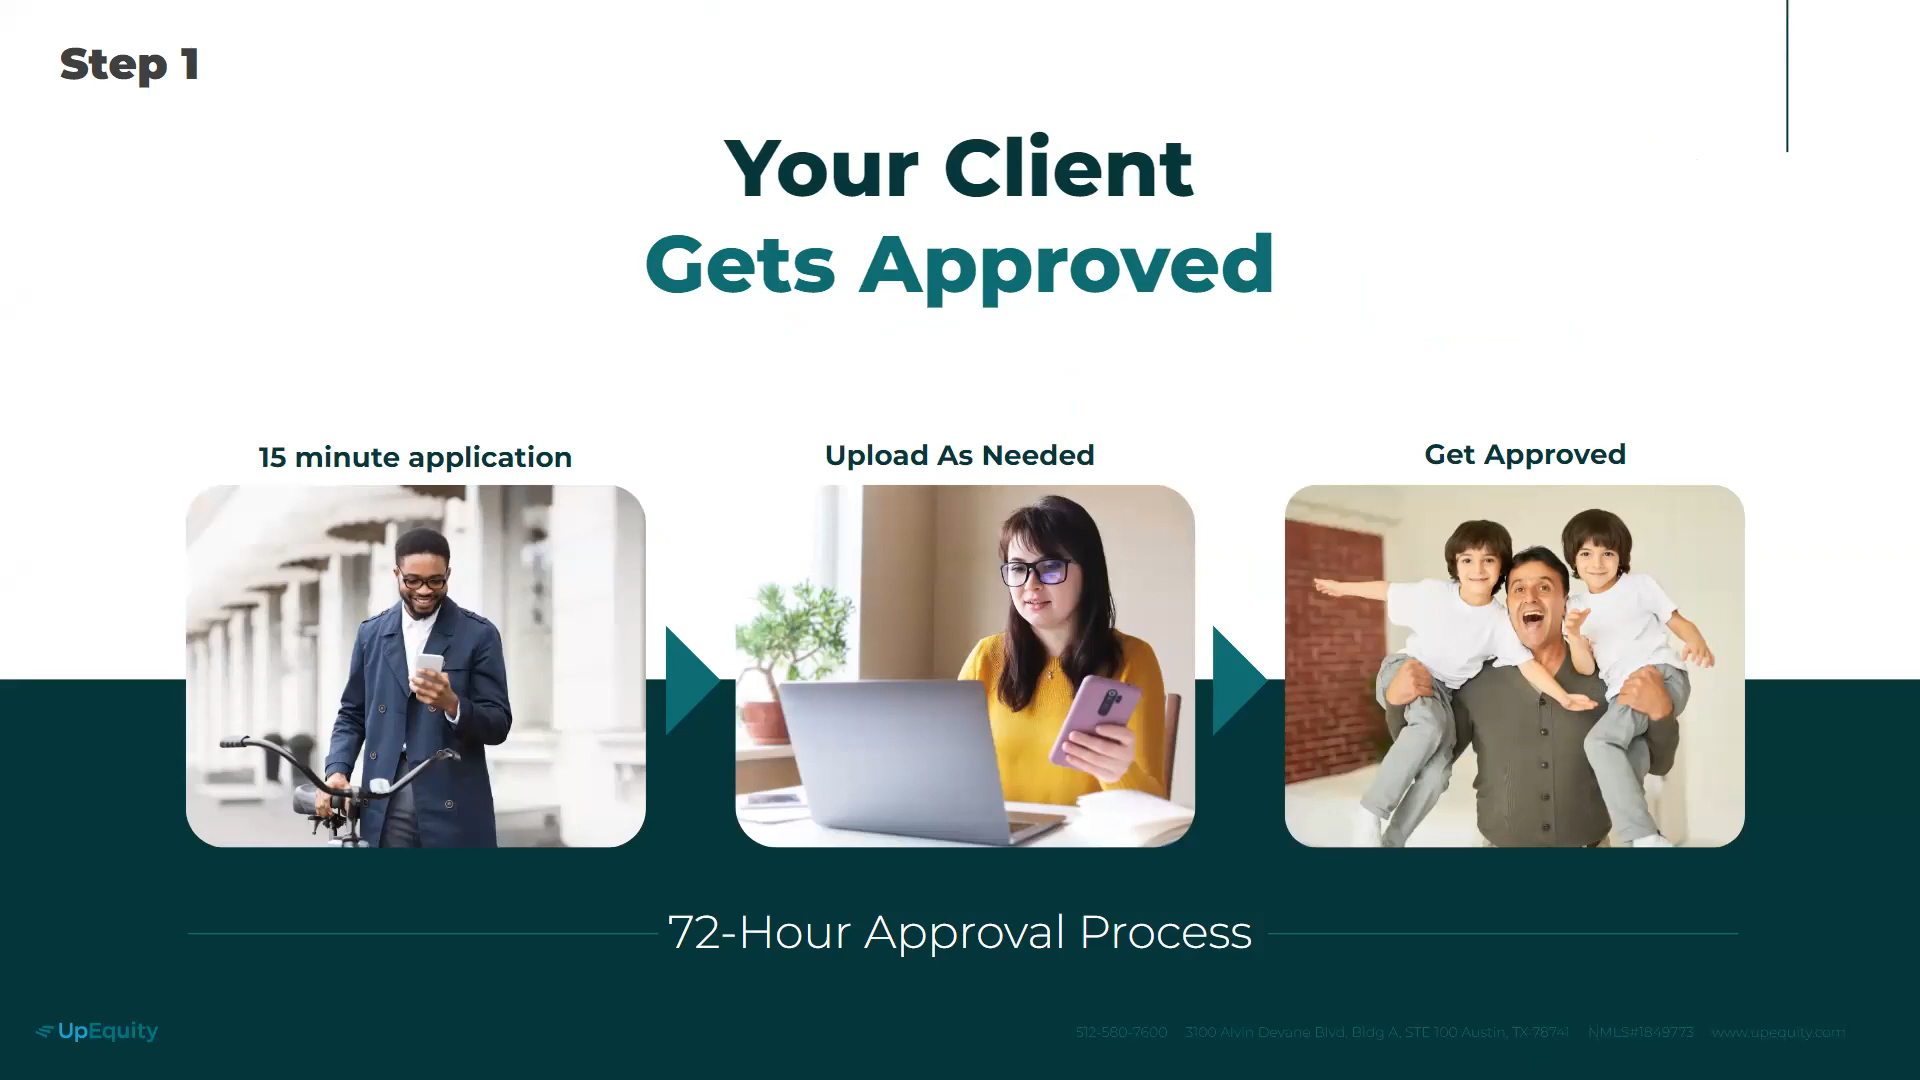 Step 1
Your Client
Gets Approved
15 minute application
Upload As Needed
Get Approved
72-Hour Approval Process
UpEquity
512-580-7600 3100 Alvin Devane Blvd, Bldg A, STE 100 Austin, TX 78741 NMLS#1849773 www.upequity.com